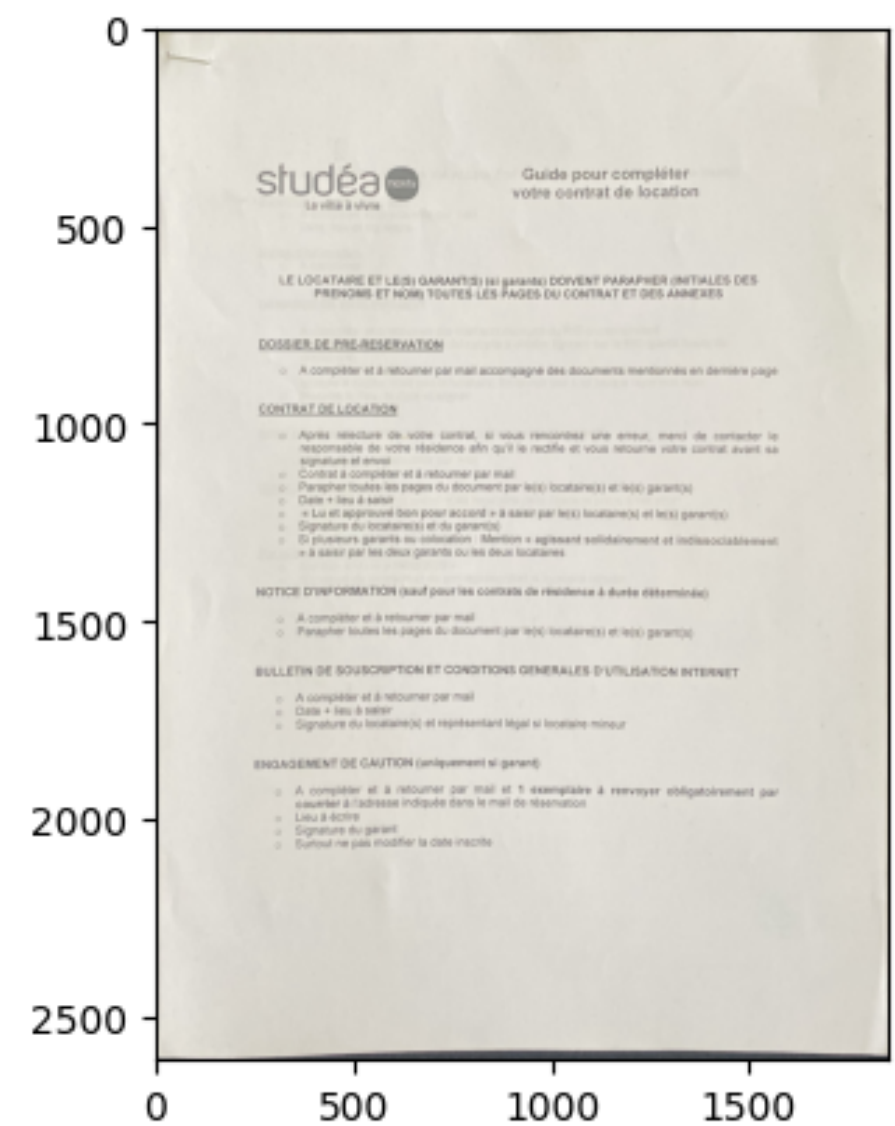 0
500
1000
1500
2000
2500
0
500
1000
1500
studéa nexity
La ville à vivre
Guide pour compléter
votre contrat de location
LE LOCATAIRE ET LE(S) GARANT(S) (si garants) DOIVENT PARAPHER (INITIALES DES
PRENOMS ET NOM) TOUTES LES PAGES DU CONTRAT ET DES ANNEXES
DOSSIER DE PRE-RESERVATION
o A compléter et à retourner par mail accompagné des documents mentionnés en dernière page
CONTRAT DE LOCATION
o Après relecture de votre contrat, si vous rencontrez une erreur, merci de contacter le
responsable de votre résidence afin qu'il le rectifie et vous retourne votre contrat avant sa
signature et envoi
o Contrat à compléter et à retourner par mail
o Parapher toutes les pages du document par le(s) locataire(s) et le(s) garant(s)
o Date + lieu à saisir
o « Lu et approuvé bon pour accord » à saisir par le(s) locataire(s) et le(s) garant(s)
o Signature du locataire(s) et du garant(s)
o Si plusieurs garants ou colocation : Mention « agissant solidairement et indissociablement
» à saisir par les deux garants ou les deux locataires
NOTICE D'INFORMATION (sauf pour les contrats de résidence à durée déterminée)
o A compléter et à retourner par mail
o Parapher toutes les pages du document par le(s) locataire(s) et le(s) garant(s)
BULLETIN DE SOUSCRIPTION ET CONDITIONS GENERALES D'UTILISATION INTERNET
o A compléter et à retourner par mail
o Date + lieu à saisir
o Signature du locataire(s) et représentant légal si locataire mineur
ENGAGEMENT DE CAUTION (uniquement si garant)
o A compléter et à retourner par mail et 1 exemplaire à renvoyer obligatoirement par
courrier à l'adresse indiquée dans le mail de réservation
o Lieu à écrire
o Signature du garant
o Surtout ne pas modifier la date inscrite